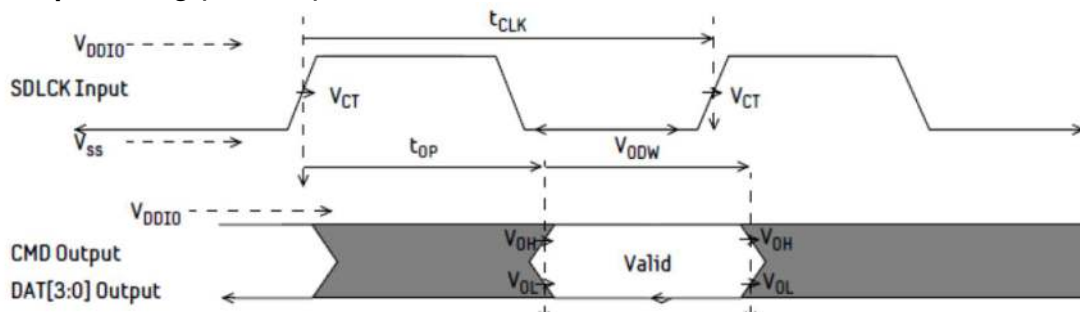 tCLK
VDDIO
SDLCK Input
VCT
VCT
VSS
tOP
VODW
VDDIO
CMD Output
VOH
VOH
Valid
DAT[3:0] Output
VOL
VOL